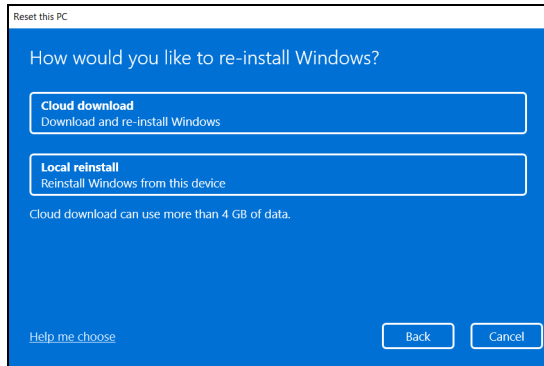 Reset this PC
How would you like to re-install Windows?
Cloud download
Download and re-install Windows
Local reinstall
Reinstall Windows from this device
Cloud download can use more than 4 GB of data.
Help me choose
Back
Cancel